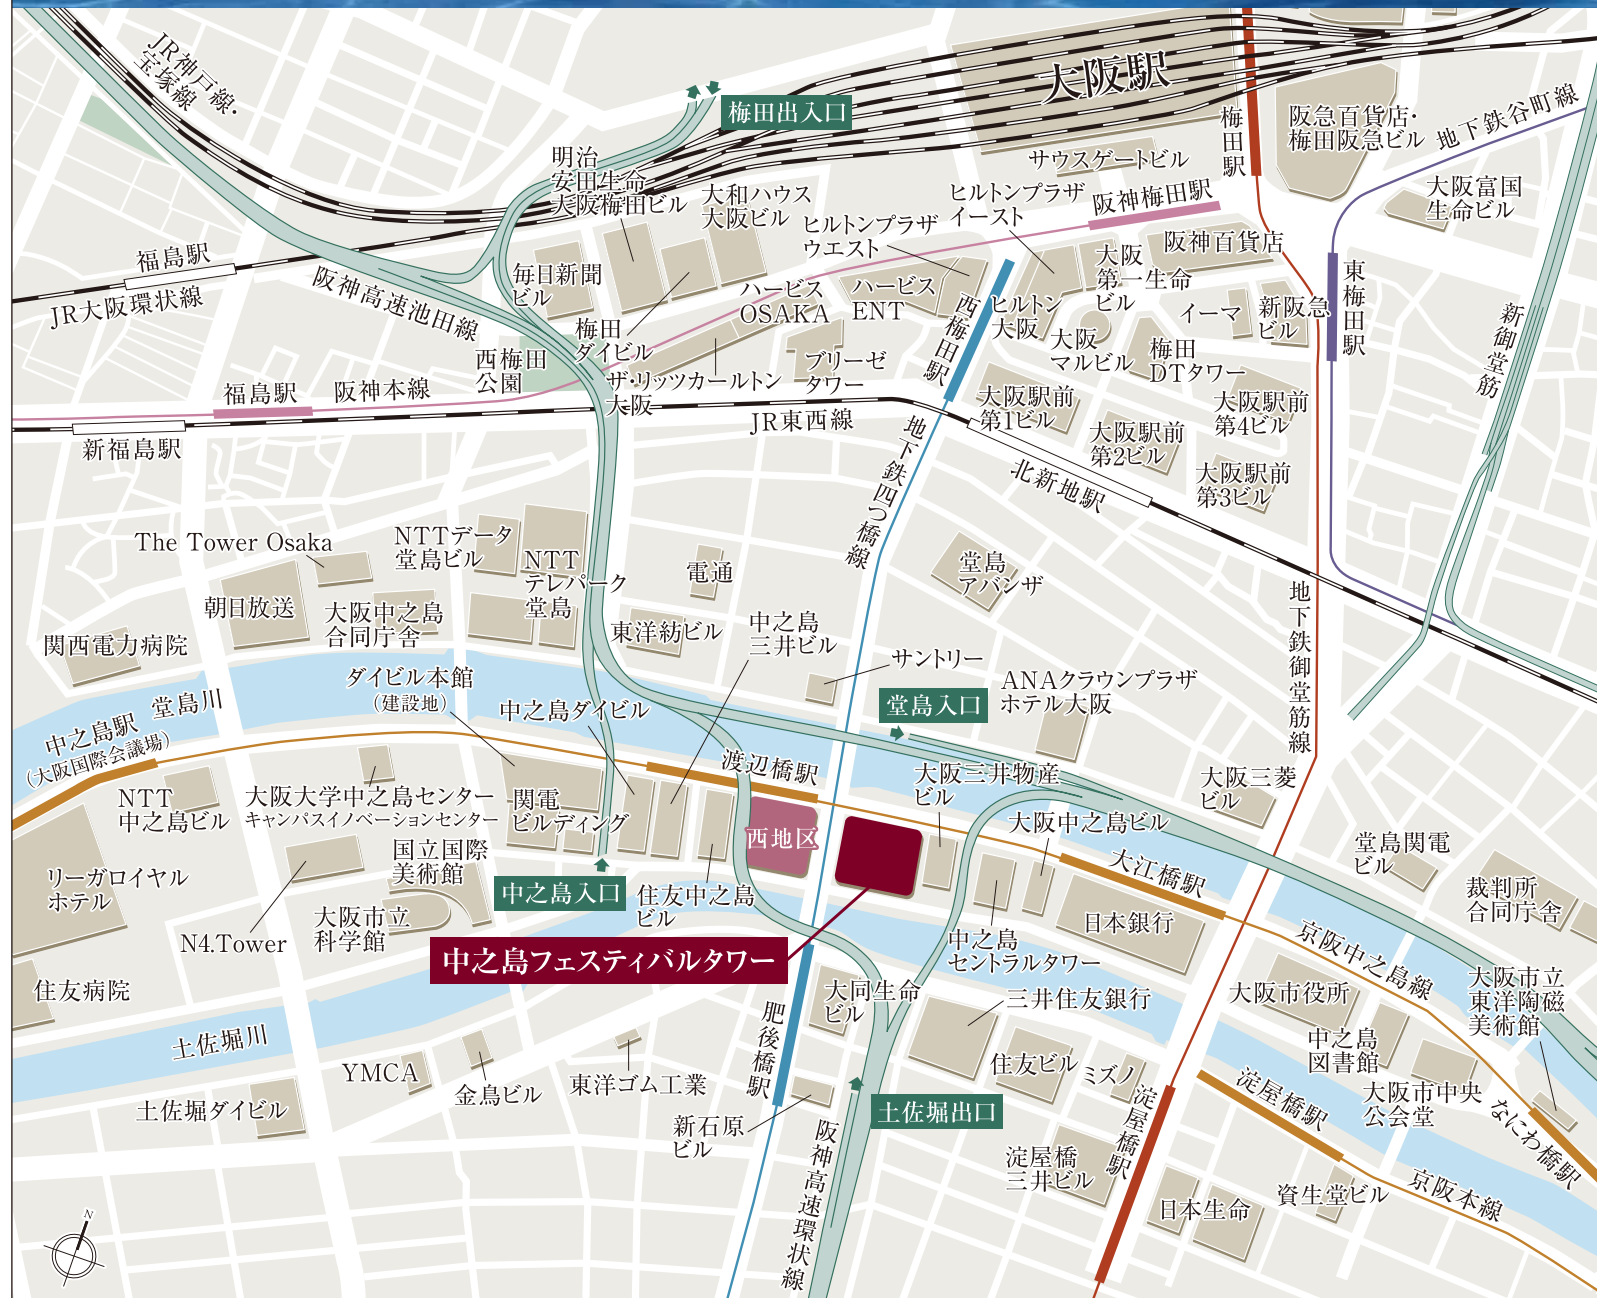 JR神戸線・
宝塚線
大阪駅
梅田出入口
梅田駅
阪急百貨店・
梅田阪急ビル
地下鉄谷町線
サウスゲートビル
明治
安田生命
大阪梅田ビル
大和ハウス
大阪ビル
ヒルトンプラザ
イースト
阪神梅田駅
大阪富国
生命ビル
ヒルトンプラザ
ウエスト
阪神百貨店
福島駅
JR大阪環状線
阪神高速池田線
毎日新聞
ビル
ハービス
OSAKA
ハービス
ENT
西梅田駅
ヒルトン
大阪
大阪
第一生命
ビル
イーマ
新阪急
ビル
東梅田駅
新御堂筋
梅田
ダイビル
西梅田
公園
ブリーゼ
タワー
大阪
マルビル
梅田
DTタワー
福島駅
阪神本線
ザ・リッツカールトン
大阪
JR東西線
新福島駅
大阪駅前
第1ビル
大阪駅前
第2ビル
大阪駅前
第4ビル
大阪駅前
第3ビル
地下鉄四つ橋線
北新地駅
The Tower Osaka
NTTデータ
堂島ビル
NTT
テレパーク
堂島
電通
堂島
アバンザ
朝日放送
大阪中之島
合同庁舎
関西電力病院
東洋紡ビル
中之島
三井ビル
サントリー
地下鉄御堂筋線
ダイビル本館
（建設地）
中之島ダイビル
堂島入口
ANAクラウンプラザ
ホテル大阪
堂島川
中之島駅
（大阪国際会議場）
渡辺橋駅
大阪三井物産
ビル
大阪三菱
ビル
NTT
中之島ビル
大阪大学中之島センター
キャンパスイノベーションセンター
関電
ビルディング
西地区
大阪中之島ビル
堂島関電
ビル
国立国際
美術館
大江橋駅
リーガロイヤル
ホテル
中之島入口
住友中之島
ビル
裁判所
合同庁舎
N4.Tower
大阪市立
科学館
日本銀行
中之島フェスティバルタワー
中之島
セントラルタワー
京阪中之島線
住友病院
大同生命
ビル
三井住友銀行
大阪市役所
大阪市立
東洋陶磁
美術館
土佐堀川
肥後橋駅
中之島
図書館
YMCA
金鳥ビル
東洋ゴム工業
住友ビル
ミズノ
淀屋橋駅
淀屋橋駅
大阪市中央
公会堂
なにわ橋駅
土佐堀ダイビル
新石原
ビル
土佐堀出口
阪神高速環状線
淀屋橋
三井ビル
日本生命
資生堂ビル
京阪本線
N